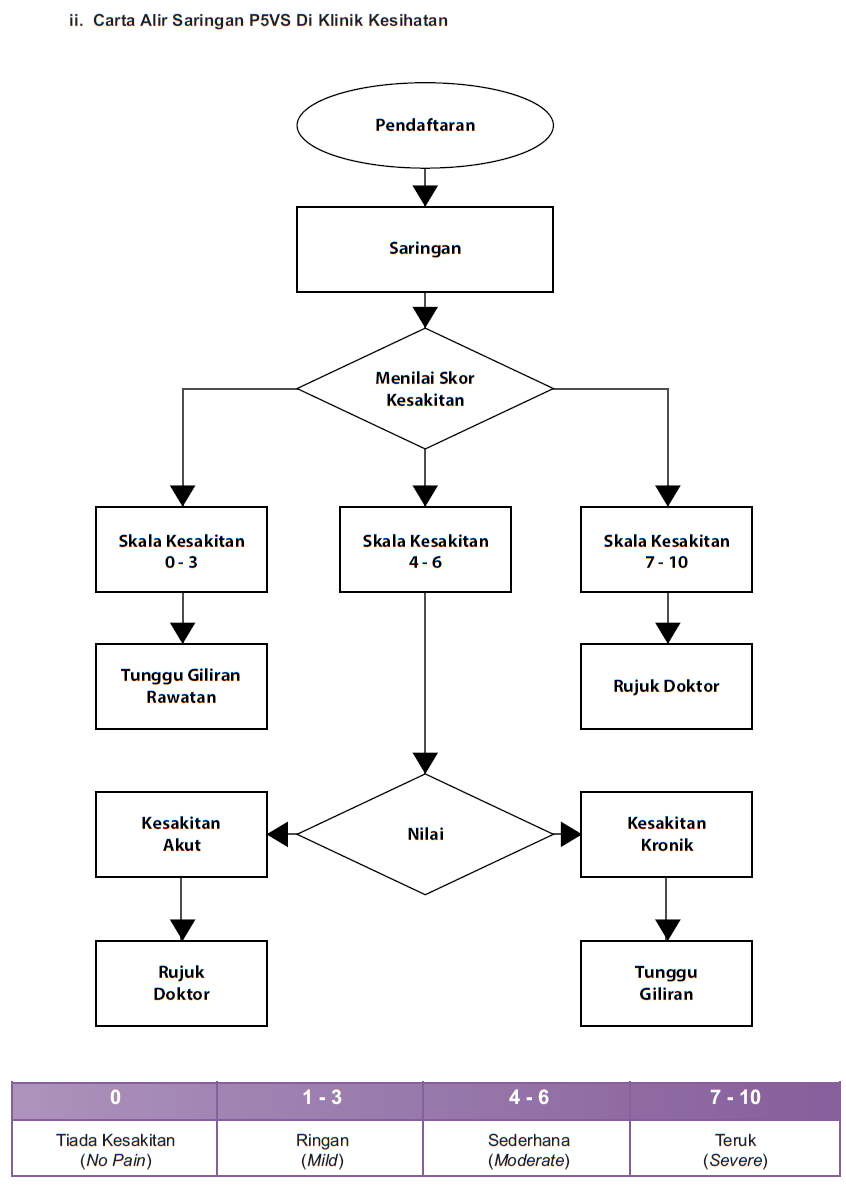 ii. Carta Alir Saringan P5VS Di Klinik Kesihatan
Pendaftaran
Saringan
Menilai Skor
Kesakitan
Skala Kesakitan
0 - 3
Skala Kesakitan
4 - 6
Skala Kesakitan
7 - 10
Tunggu Giliran
Rawatan
Rujuk Doktor
Kesakitan
Akut
Nilai
Kesakitan
Kronik
Rujuk
Doktor
Tunggu
Giliran
0
1 - 3
4 - 6
7 - 10
Tiada Kesakitan
(No Pain)
Ringan
(Mild)
Sederhana
(Moderate)
Teruk
(Severe)